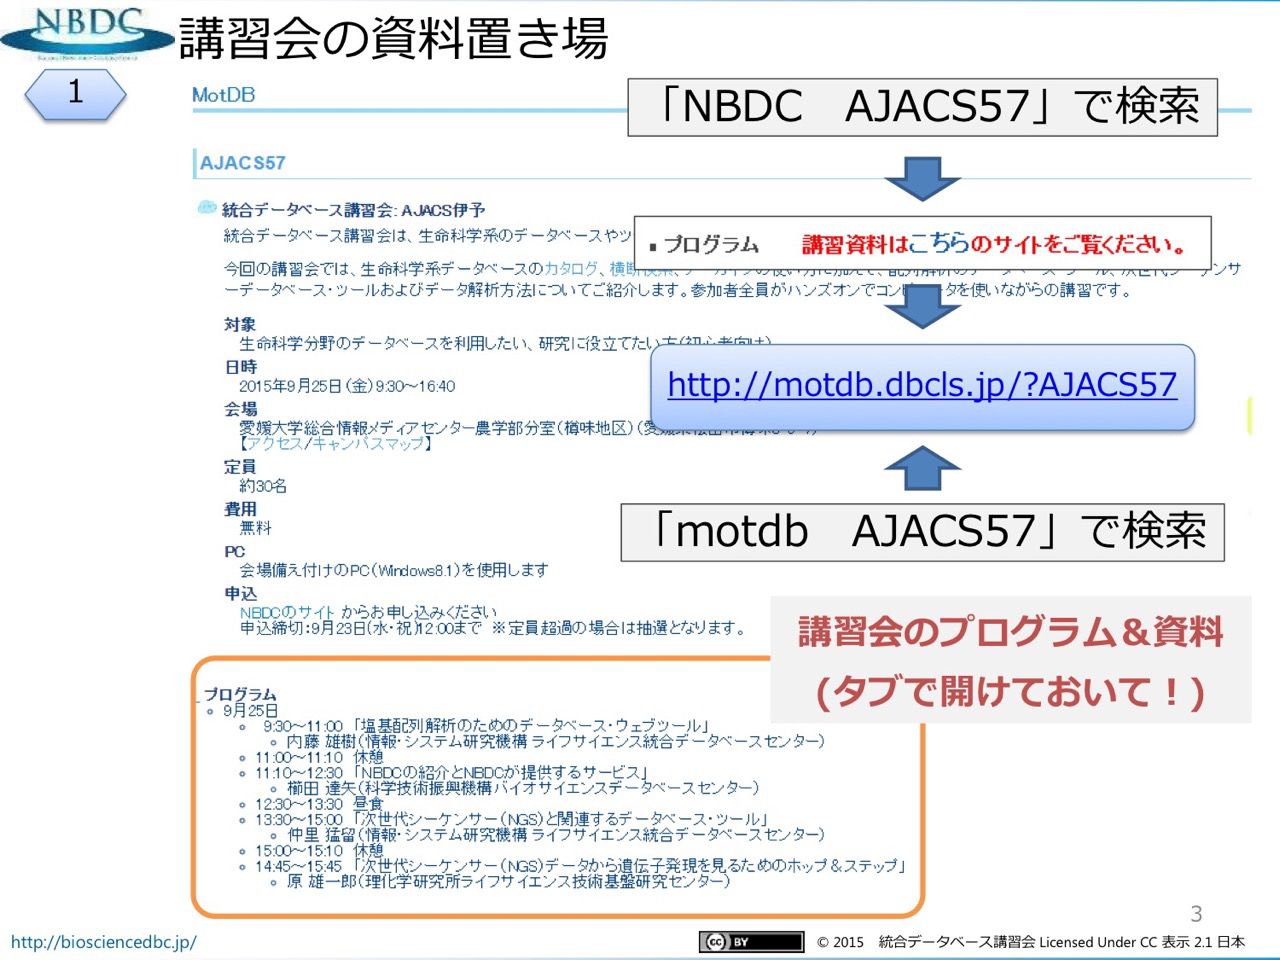 NBDC
講習会の資料置き場
1
MotDB
「NBDC　AJACS57」で検索
AJACS57
統合データベース講習会: AJACS伊予
統合データベース講習会は、生命科学系のデータベースやツ
▪ プログラム　講習資料はこちらのサイトをご覧ください。
今回の講習会では、生命科学系データベースのカタログ、横断検索、
ーデータベース・ツールおよびデータ解析方法についてご紹介します。参加者全員がハンズオンでコンピュータを使いながらの講習です。
対象
生命科学分野のデータベースを利用したい、研究に役立てたい方(初心者向け)
日時
2015年9月25日(金)9:30～16:40
http://motdb.dbcls.jp/?AJACS57
会場
愛媛大学総合情報メディアセンター農学部分室(樽味地区)
【アクセス/キャンパスマップ】
定員
約30名
費用
無料
「motdb　AJACS57」で検索
PC
会場備え付けのPC(Windows8.1)を使用します
申込
NBDCのサイト からお申し込みください
申込締切:9月23日(水・祝)12:00まで ※定員超過の場合は抽選となります。
講習会のプログラム＆資料
(タブで開けておいて！)
プログラム
9月25日
9:30～11:00 「塩基配列解析のためのデータベース・ウェブツール」
内藤 雄樹(情報・システム研究機構 ライフサイエンス統合データベースセンター)
11:00～11:10 休憩
11:10～12:30 「NBDCの紹介とNBDCが提供するサービス」
櫛田 達矢(科学技術振興機構 バイオサイエンスデータベースセンター)
12:30～13:30 昼食
13:30～15:00 「次世代シーケンサー(NGS)と関連するデータベース・ツール」
仲里 猛留(情報・システム研究機構 ライフサイエンス統合データベースセンター)
15:00～15:10 休憩
14:45～15:45 「次世代シーケンサー(NGS)データから遺伝子発現を見るためのホップ＆ステップ」
原 雄一郎(理化学研究所ライフサイエンス技術基盤研究センター)
3
http://biosciencedbc.jp/
cc BY
© 2015　統合データベース講習会 Licensed Under CC 表示 2.1 日本